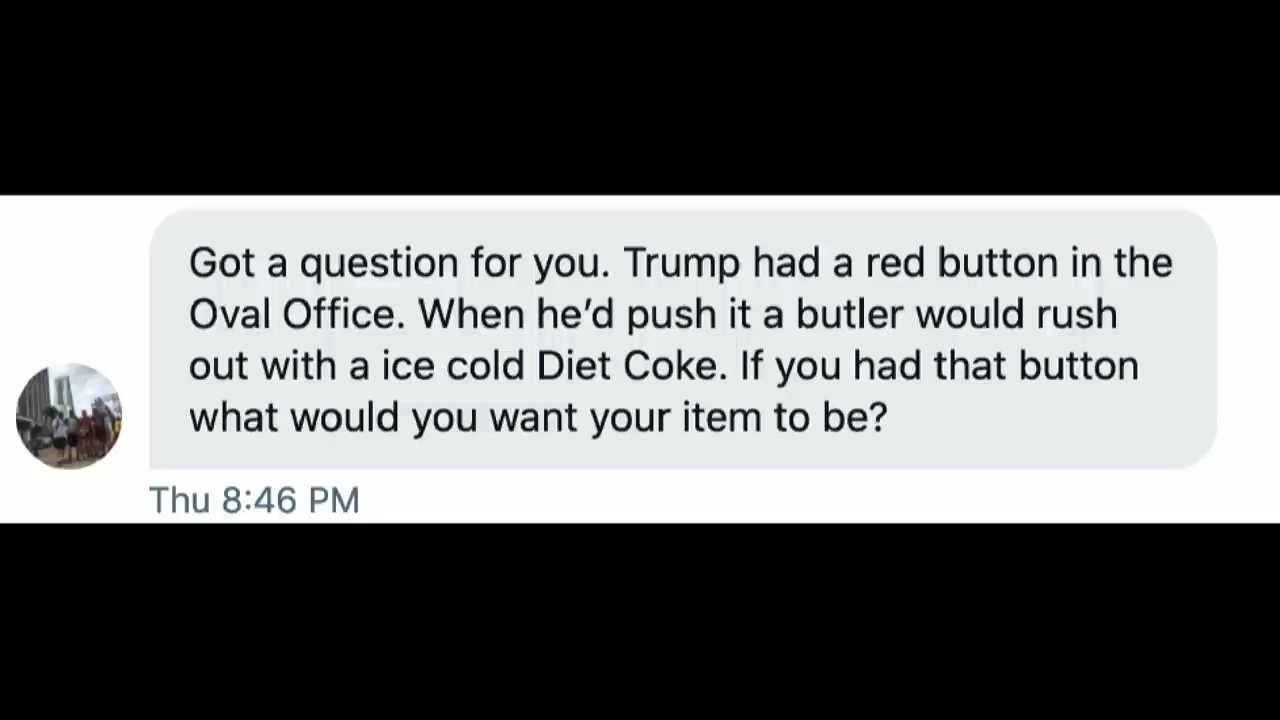 Got a question for you. Trump had a red button in the
Oval Office. When he’d push it a butler would rush
out with a ice cold Diet Coke. If you had that button
what would you want your item to be?
Thu 8:46 PM